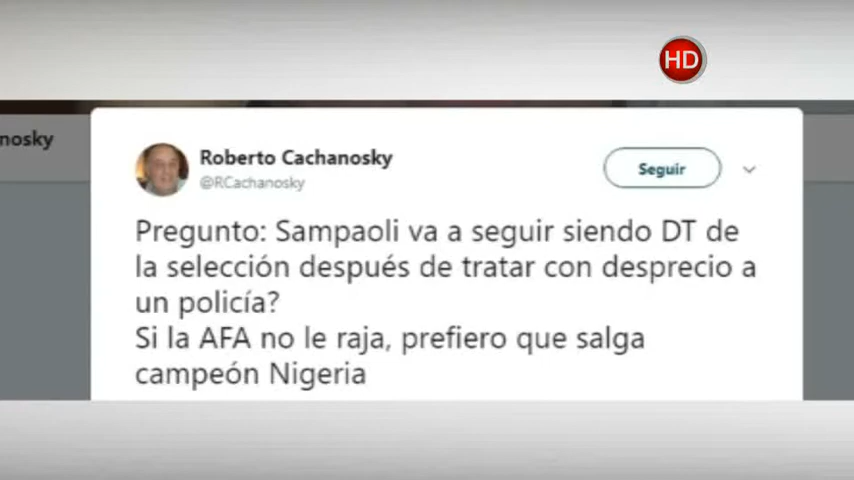 HD
nosky
Roberto Cachanosky
@RCachanosky
Seguir
Pregunto: Sampaoli va a seguir siendo DT de
la selección después de tratar con desprecio a
un policía?
Si la AFA no le raja, prefiero que salga
campeón Nigeria